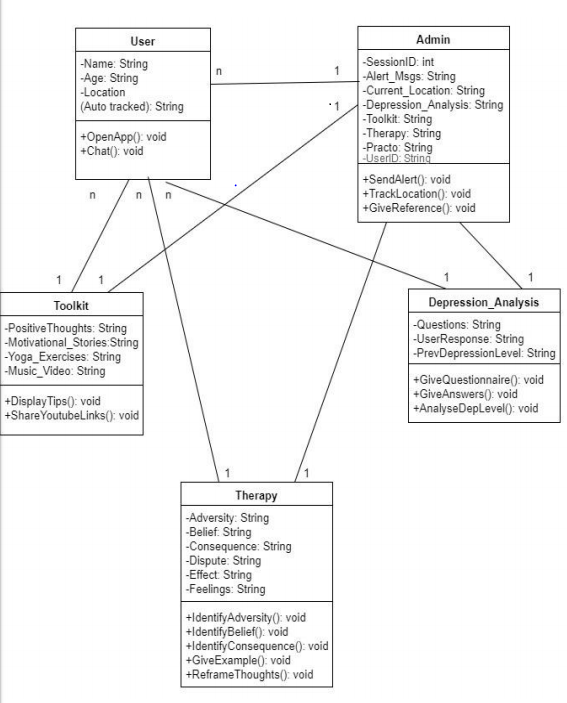 User
-Name: String
-Age: String
-Location
(Auto tracked): String
+OpenApp(): void
+Chat(): void
n
1
Admin
-SessionID: int
-Alert_Msgs: String
-Current_Location: String
-Depression_Analysis: String
-Toolkit: String
-Therapy: String
-Practo: String
-UserID: String
+SendAlert(): void
+TrackLocation(): void
+GiveReference(): void
1
n
n
n
1
1
1
1
Toolkit
-PositiveThoughts: String
-Motivational_Stories:String
-Yoga_Exercises: String
-Music_Video: String
+DisplayTips(): void
+ShareYoutubeLinks(): void
Depression_Analysis
-Questions: String
-UserResponse: String
-PrevDepressionLevel: String
+GiveQuestionnaire(): void
+GiveAnswers(): void
+AnalyseDepLevel(): void
1
1
Therapy
-Adversity: String
-Belief: String
-Consequence: String
-Dispute: String
-Effect: String
-Feelings: String
+IdentifyAdversity(): void
+IdentifyBelief(): void
+IdentifyConsequence(): void
+GiveExample(): void
+ReframeThoughts(): void